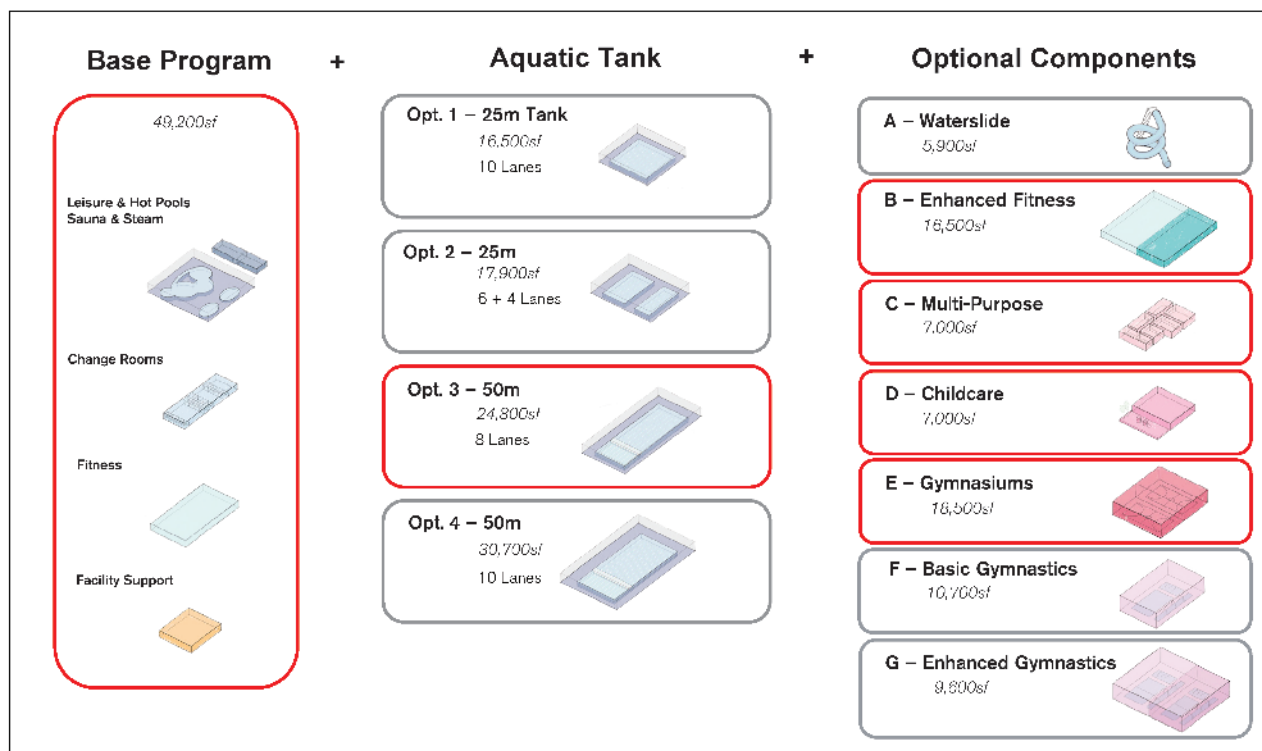 Base Program
+
Aquatic Tank
+
Optional Components
49,200sf
Leisure & Hot Pools
Sauna & Steam
Change Rooms
Fitness
Facility Support
Opt. 1 – 25m Tank
16,500sf
10 Lanes
Opt. 2 – 25m
17,900sf
6 + 4 Lanes
Opt. 3 – 50m
24,800sf
8 Lanes
Opt. 4 – 50m
30,700sf
10 Lanes
A – Waterslide
5,900sf
B – Enhanced Fitness
16,500sf
C – Multi-Purpose
7,000sf
D – Childcare
7,000sf
E – Gymnasiums
18,500sf
F – Basic Gymnastics
10,700sf
G – Enhanced Gymnastics
9,600sf